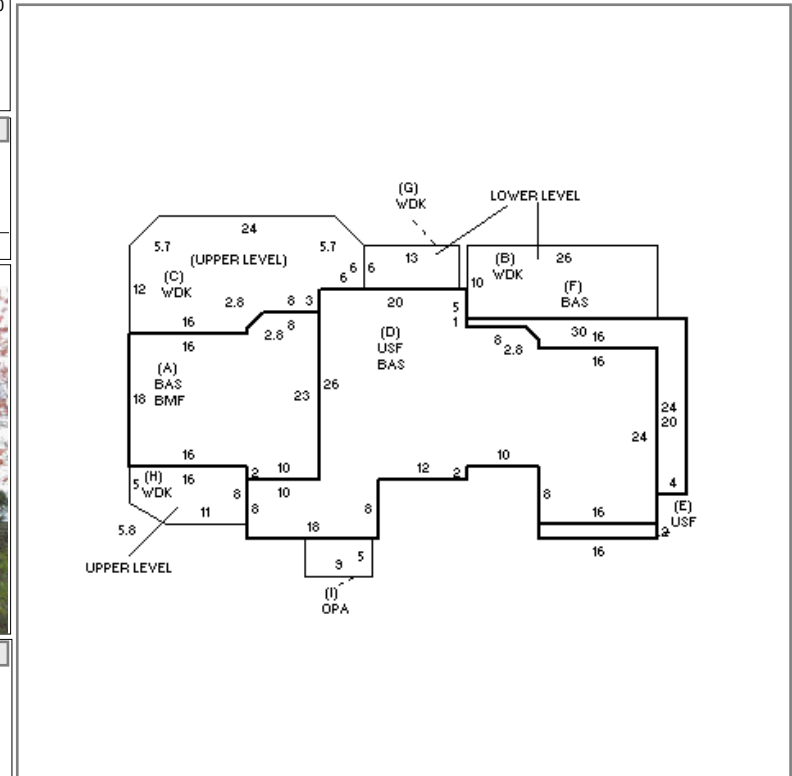 (G)
WDK
LOWER LEVEL
24
5.7
5.7
(UPPER LEVEL)
6
6
6
13
(B)
WDK
26
12
(C)
WDK
10
(F)
BAS
2.8
8
3
20
5
16
8
1
2.8
(D)
USF
BAS
30
16
8
2.8
16
16
(A)
BAS
BMF
18
23
26
24
20
24
16
10
2
10
12
2
10
4
5
(H)
WDK
16
8
8
8
8
(E)
USF
11
18
16
2
5.8
16
UPPER LEVEL
9
5
(I)
OPA